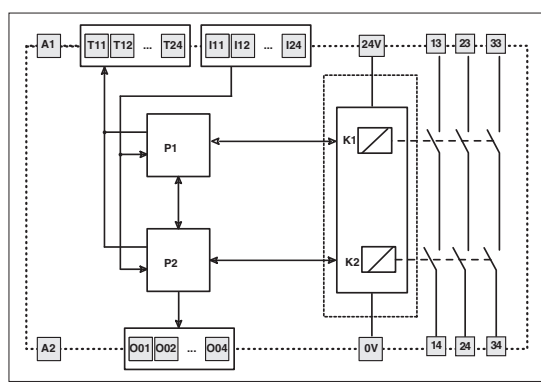 A1 T11 T12 ... T24 I11 I12 ... I24 24V 13 23 33
P1 K1
P2 K2
A2 O01 O02 ... O04 0V 14 24 34